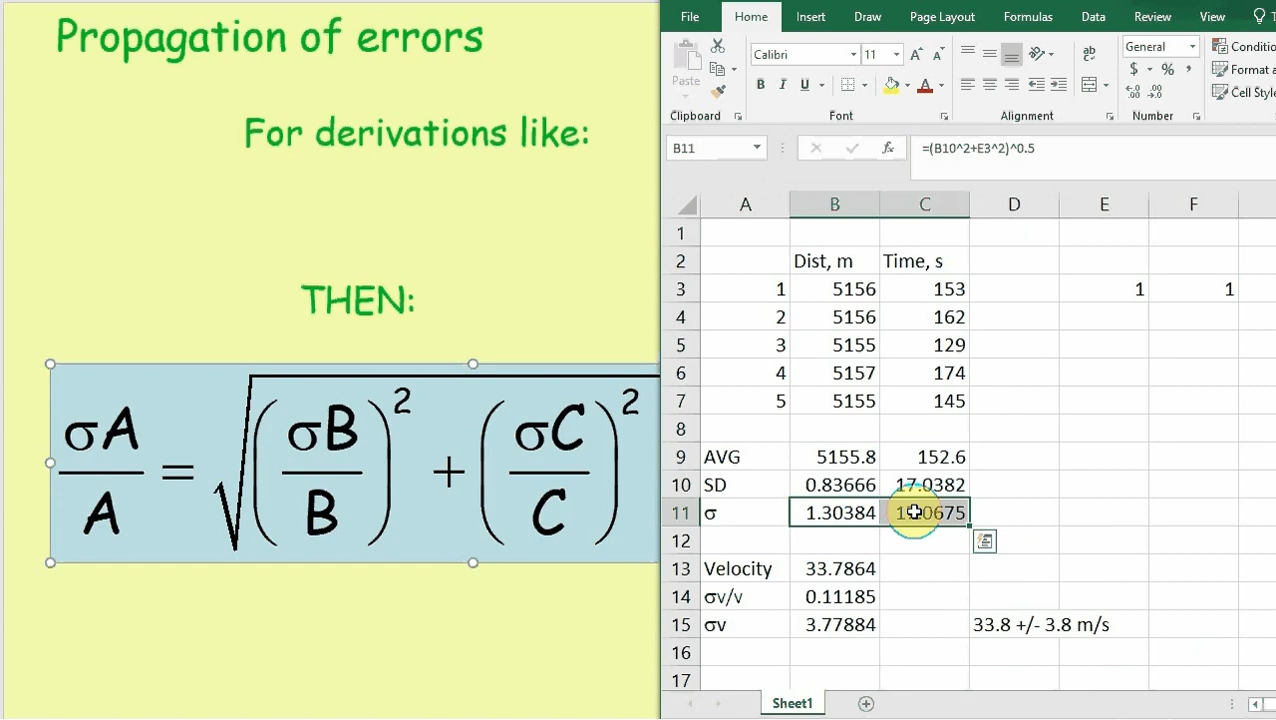 Propagation of errors
For derivations like:
THEN:
σA/A = √((σB/B)² + (σC/C)²
File Home Insert Draw Page Layout Formulas Data Review View
Paste
Calibri 11
B I U
General
$ % ,
Conditio
Format a
Cell Style
Clipboard Font Alignment Number
B11 fx =(B10^2+E3^2)^0.5
A B C D E F
1
2 Dist, m Time, s
3 1 5156 153 1 1
4 2 5156 162
5 3 5155 129
6 4 5157 174
7 5 5155 145
8
9 AVG 5155.8 152.6
10 SD 0.83666 17.0382
11 σ 1.30384
12
13 Velocity 33.7864
14 σv/v 0.11185
15 σv 3.77884 33.8 +/- 3.8 m/s
16
17
Sheet1